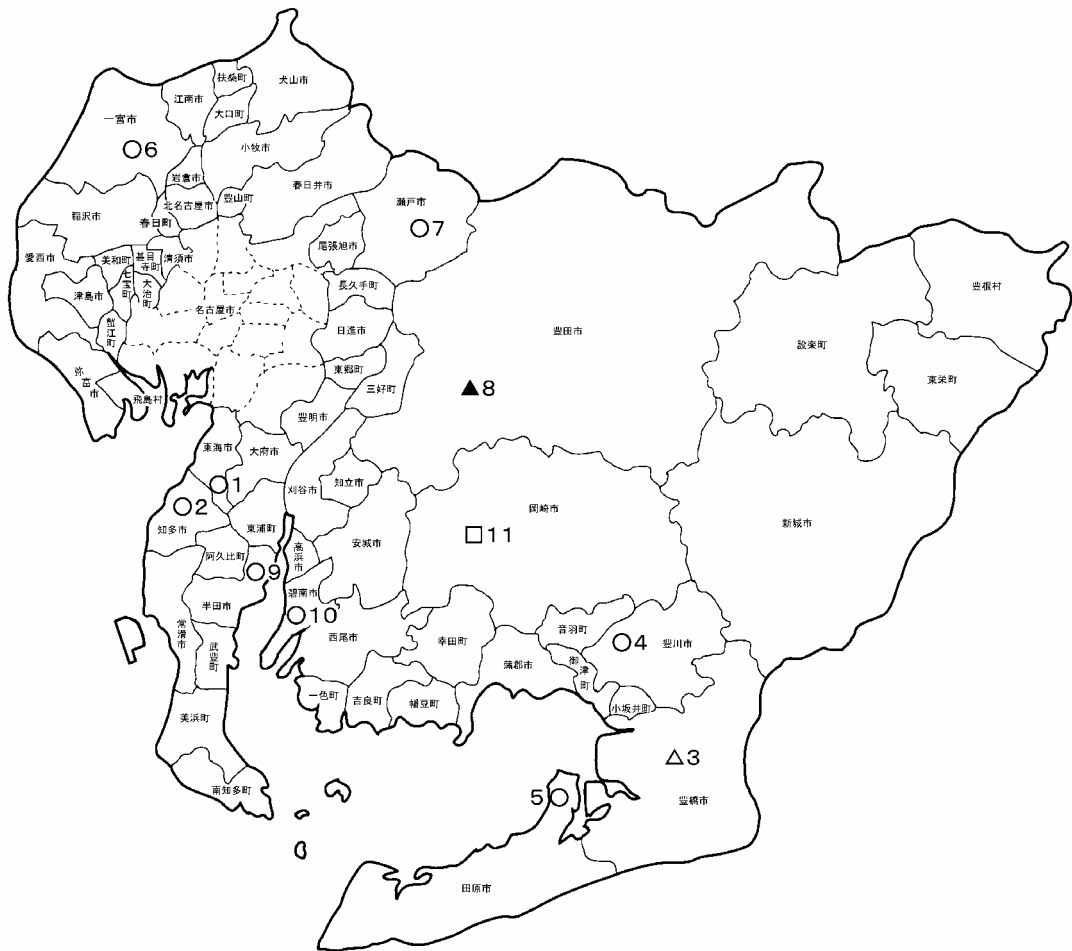 扶桑町
犬山市
江南市
大口町
一宮市
○6
小牧市
岩倉市
春日井市
豊山町
瀬戸市
北名古屋市
稲沢市
春日町
○7
尾張旭市
愛西市
美和町
甚目
寺町
清須市
七宝町
大治町
津島市
長久手町
豊根村
名古屋市
蟹江町
日進市
豊田市
設楽町
東郷町
東栄町
弥富市
三好町
▲8
飛島村
豊明市
東海市
大府市
○1
刈谷市
知立市
○2
岡崎市
新城市
知多市
東浦町
□11
安城市
高浜市
阿久比町
○9
碧南市
半田市
○10
常滑市
西尾市
幸田町
音羽町
○4
豊川市
武豊町
蒲郡市
御津町
一色町
吉良町
幡豆町
小坂井町
美浜町
△3
南知多町
5○
豊橋市
田原市